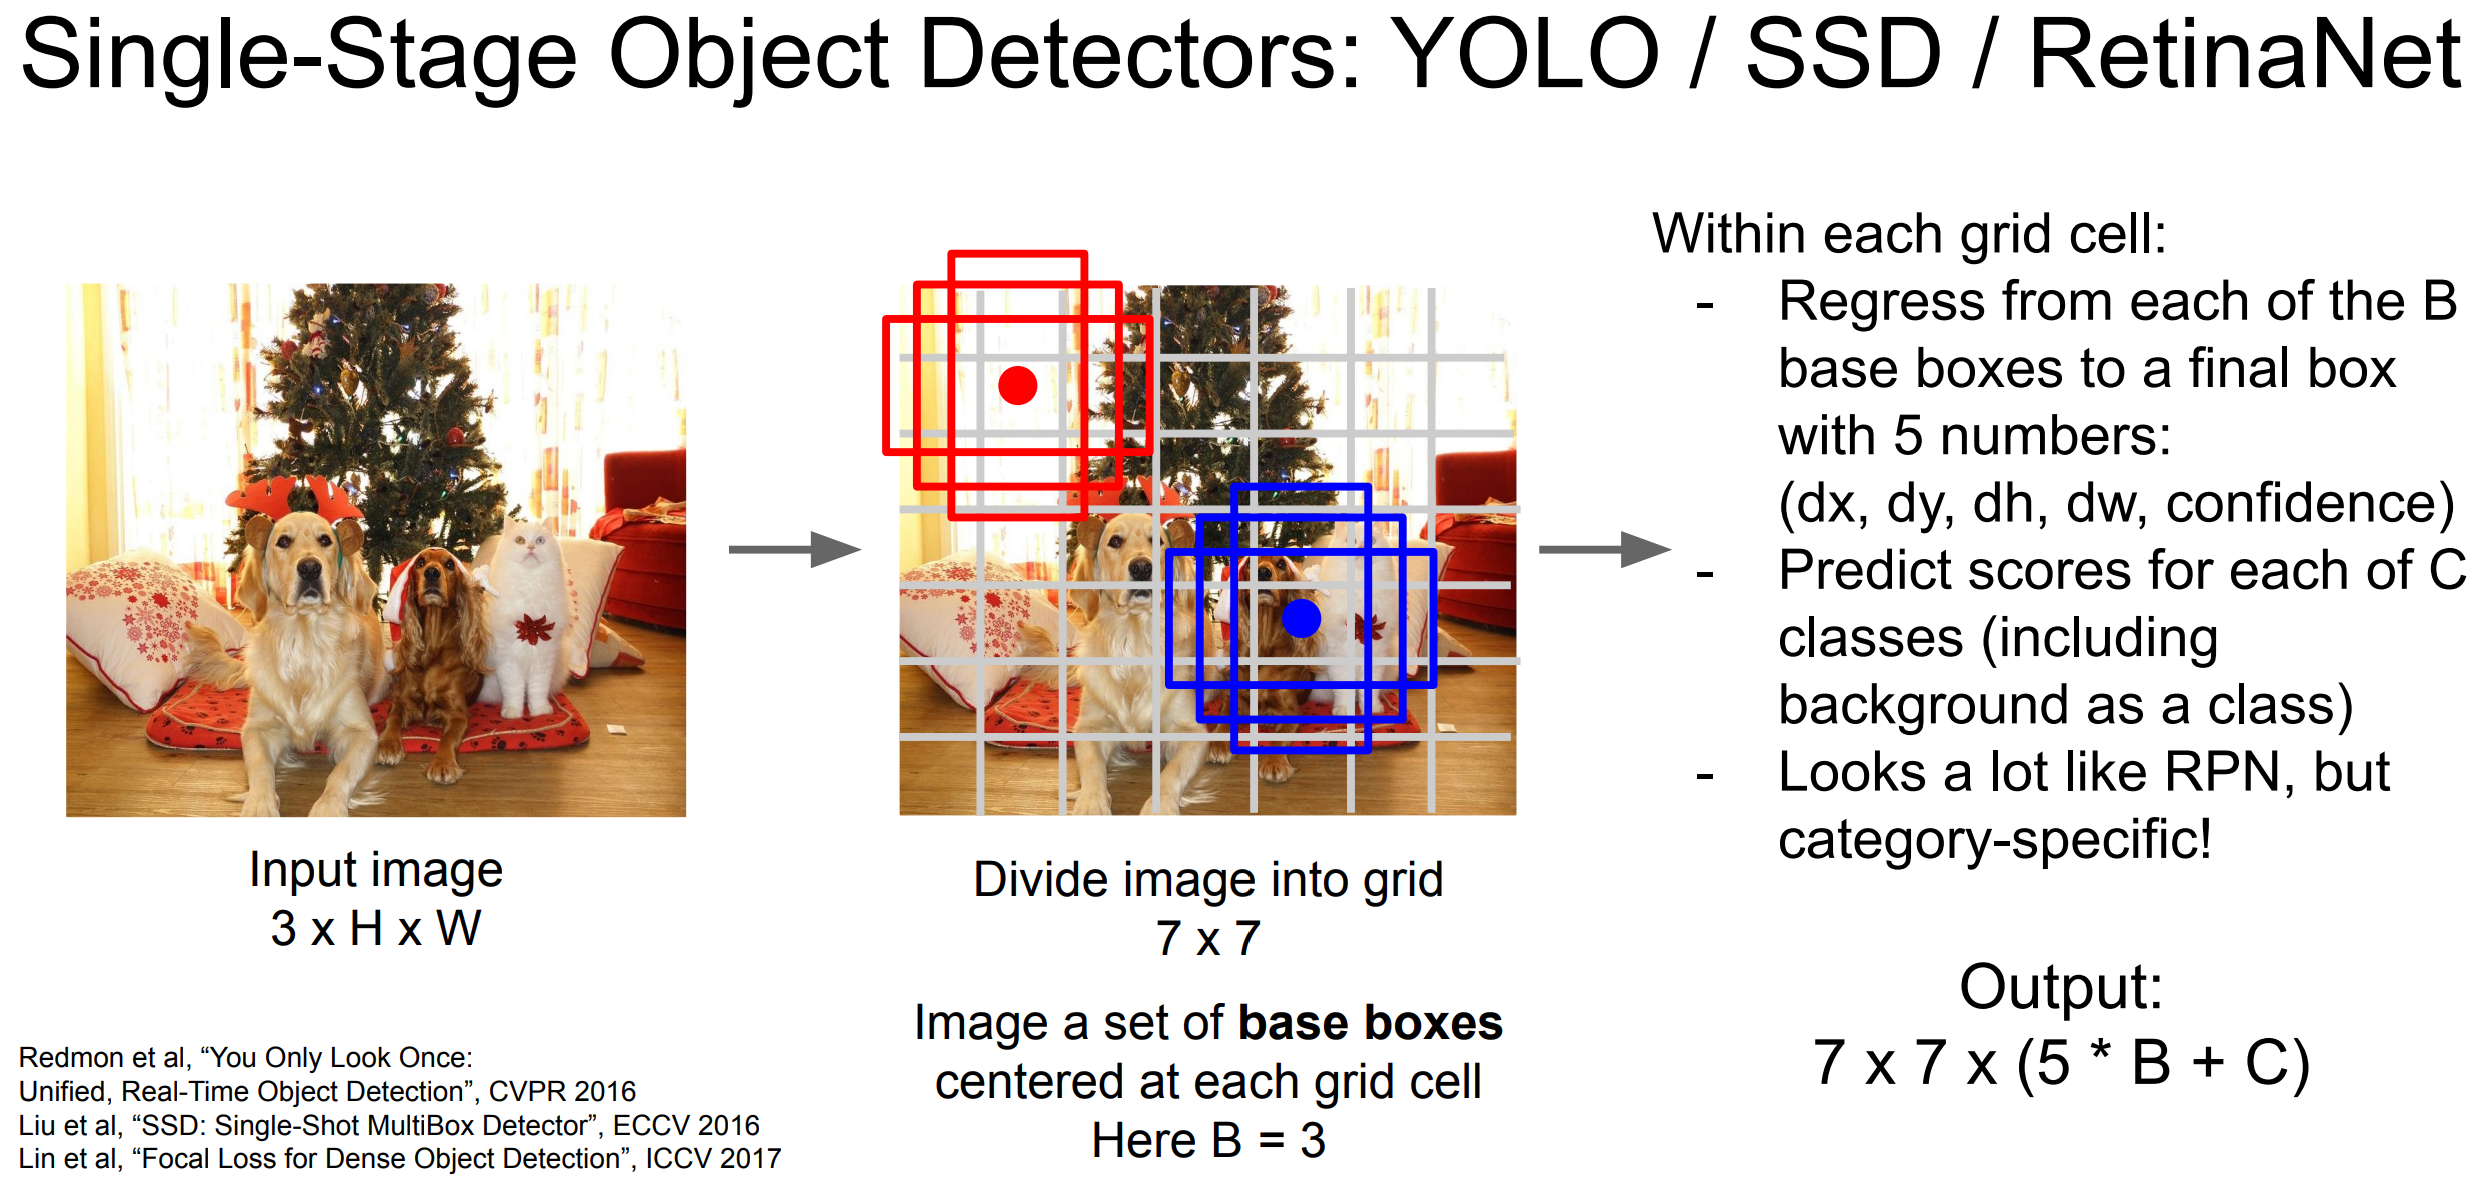 Single-Stage Object Detectors: YOLO / SSD / RetinaNet
Input image
3 x H x W
Redmon et al, “You Only Look Once:
Unified, Real-Time Object Detection”, CVPR 2016
Liu et al, “SSD: Single-Shot MultiBox Detector”, ECCV 2016
Lin et al, “Focal Loss for Dense Object Detection”, ICCV 2017
Divide image into grid
7 x 7
Image a set of base boxes
centered at each grid cell
Here B = 3
Within each grid cell:
- Regress from each of the B
base boxes to a final box
with 5 numbers:
(dx, dy, dh, dw, confidence)
- Predict scores for each of C
classes (including
background as a class)
- Looks a lot like RPN, but
category-specific!
Output:
7 x 7 x (5 * B + C)